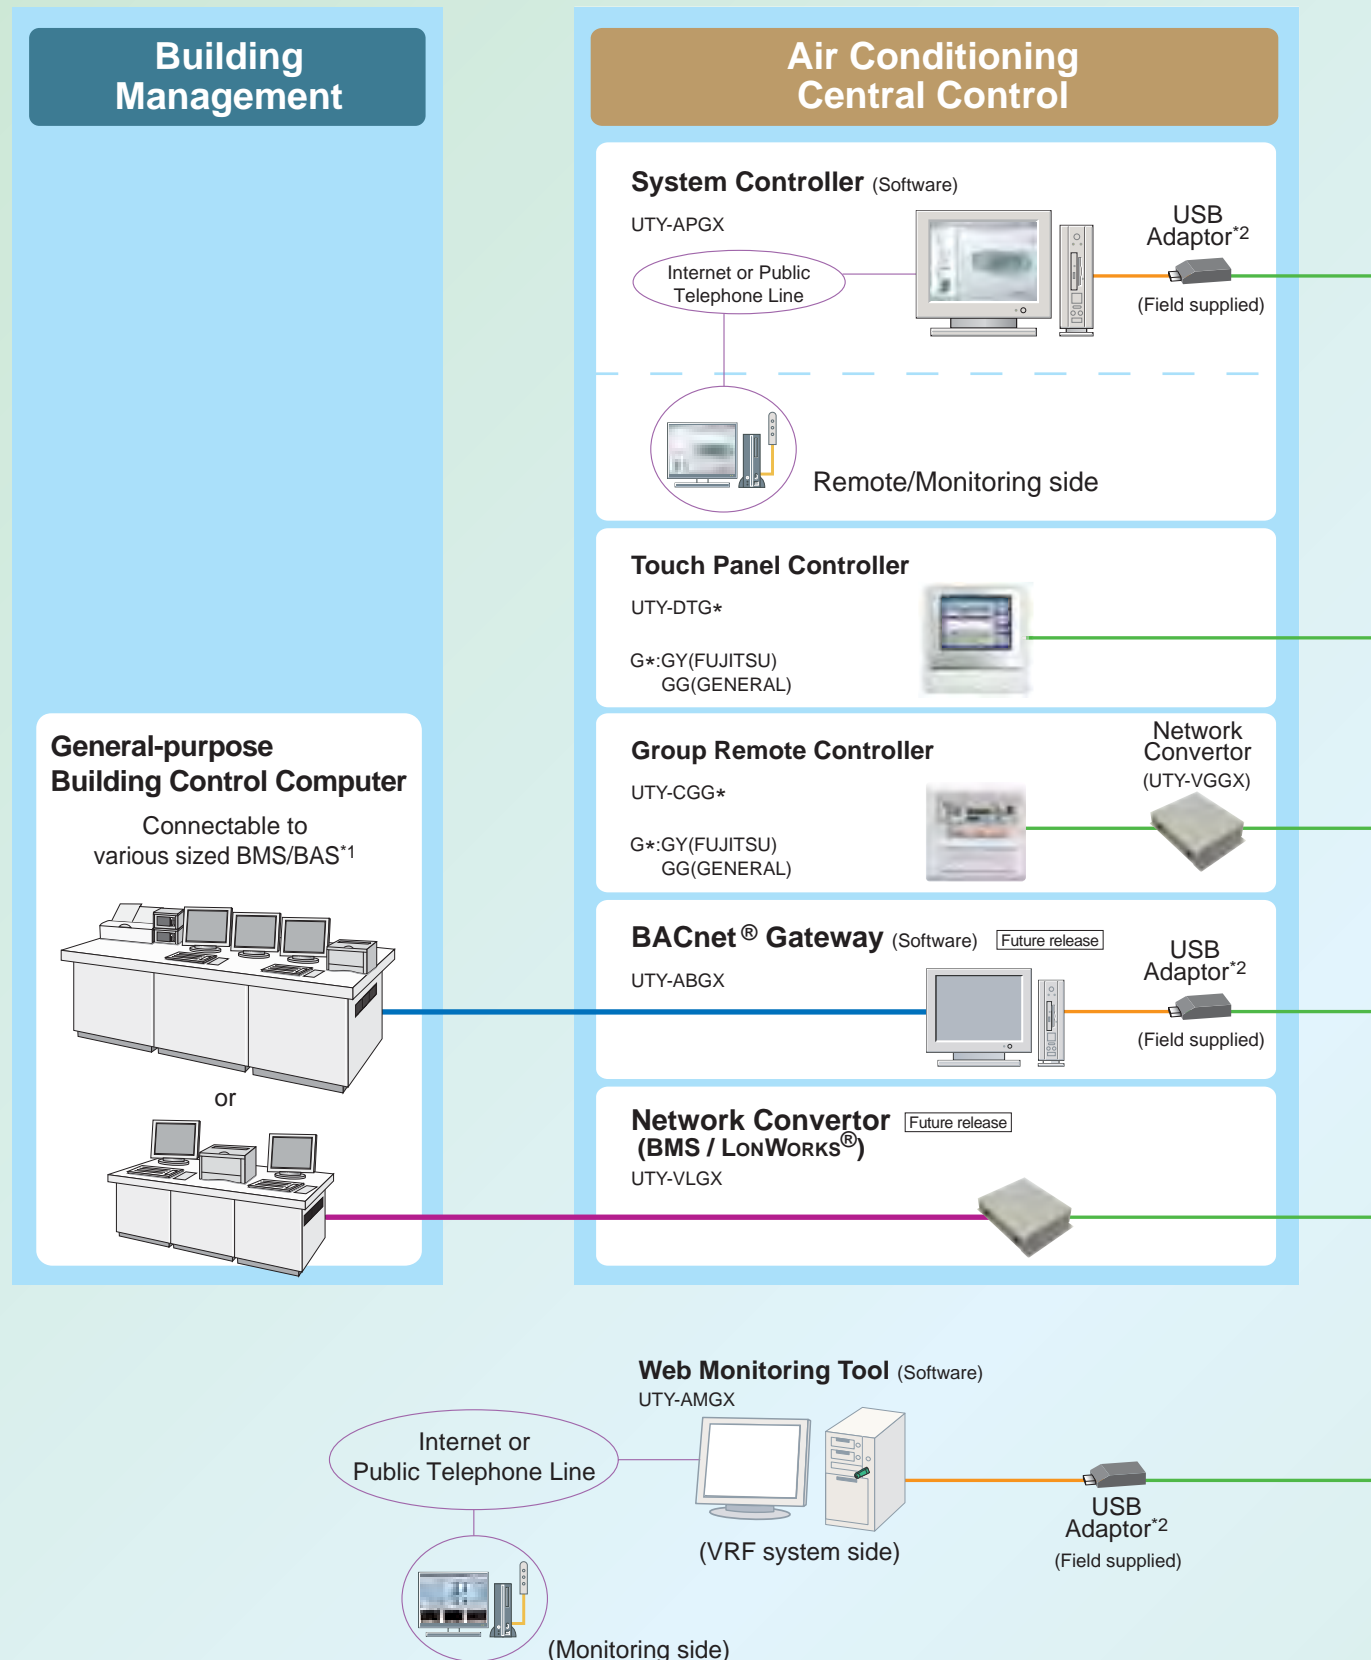 Building
Management
Air Conditioning
Central Control
System Controller (Software)
UTY-APGX
Internet or Public
Telephone Line
USB
Adaptor*2
(Field supplied)
Remote/Monitoring side
Touch Panel Controller
UTY-DTG*
G*:GY(FUJITSU)
GG(GENERAL)
General-purpose
Building Control Computer
Connectable to
various sized BMS/BAS*1
or
Group Remote Controller
UTY-CGG*
G*:GY(FUJITSU)
GG(GENERAL)
Network
Convertor
(UTY-VGGX)
BACnet® Gateway (Software) Future release
UTY-ABGX
USB
Adaptor*2
(Field supplied)
Network Convertor Future release
(BMS / LONWORKS®)
UTY-VLGX
Web Monitoring Tool (Software)
UTY-AMGX
Internet or
Public Telephone Line
(VRF system side)
USB
Adaptor*2
(Field supplied)
(Monitoring side)